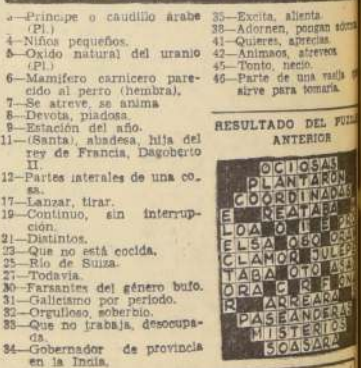 3—Príncipe o caudillo árabe
(Pl.)
4—Niños pequeños.
5—Oxido natural del uranio
(Pl.)
6—Mamífero carnicero pare-
cido al perro (hembra),
7—Se atreve, se anima
8—Devota, piadosa.
9—Estación del año.
11—(Santa), abadesa, hija del
rey de Francia, Dagoberto
II.
12—Partes laterales de una co-
sa.
17—Lanzar, tirar.
19—Continuo, sin interrup-
ción.
21—Distintos.
23—Que no está cocida.
25—Río de Suiza.
27—Todavía.
30—Farsantes del género bufo.
31—Galicismo por período.
32—Orgulloso, soberbio.
33—Que no trabaja, desocupa-
da.
34—Gobernador de provincia
en la India.
35—Excita, alienta.
38—Adornen, pongan
41—Quieres, aprecias.
42—Animaos, atreveos
45—Tonto, necio.
46—Parte de una vasija
sirve para tomarla.
RESULTADO DEL
ANTERIOR
OCIOSAS
PLANTARON
COORDINADAS
E REATABA
LOA O I E
ELSA OSO
CLAMOR JULEP
TABA OTO
ORA C R F
R ARREARA
PASEANDERAS
MISTERIOS
SOASARA